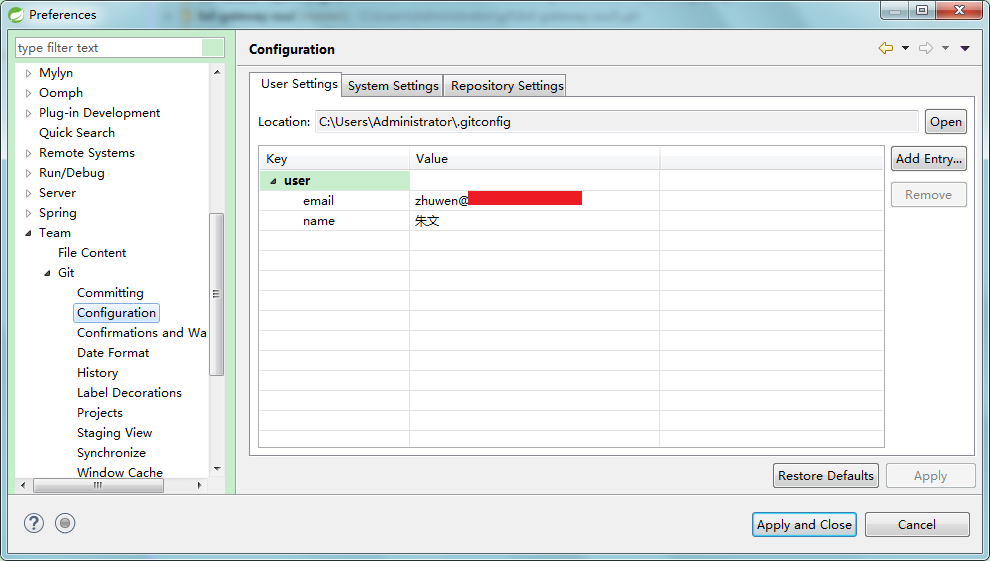 Preferences
type filter text
Mylyn
Oomph
Plug-in Development
Quick Search
Remote Systems
Run/Debug
Server
Spring
Team
File Content
Git
Committing
Configuration
Confirmations and Wa
Date Format
History
Label Decorations
Projects
Staging View
Synchronize
Window Cache
Configuration
User Settings System Settings Repository Settings
Location: C:\Users\Administrator\.gitconfig Open
Key Value Add Entry...
user
Remove
email zhuwen@
name 朱文
Restore Defaults Apply
? Apply and Close Cancel